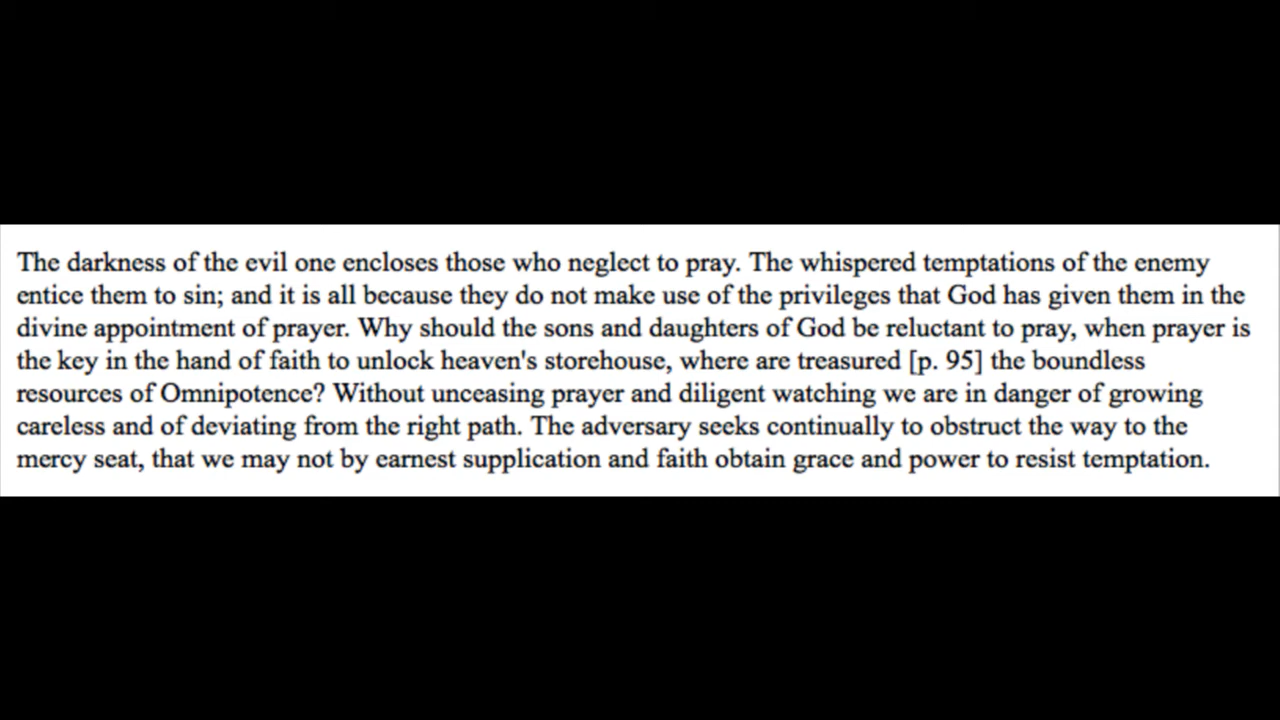 The darkness of the evil one encloses those who neglect to pray. The whispered temptations of the enemy
entice them to sin; and it is all because they do not make use of the privileges that God has given them in the
divine appointment of prayer. Why should the sons and daughters of God be reluctant to pray, when prayer is
the key in the hand of faith to unlock heaven's storehouse, where are treasured [p. 95] the boundless
resources of Omnipotence? Without unceasing prayer and diligent watching we are in danger of growing
careless and of deviating from the right path. The adversary seeks continually to obstruct the way to the
mercy seat, that we may not by earnest supplication and faith obtain grace and power to resist temptation.